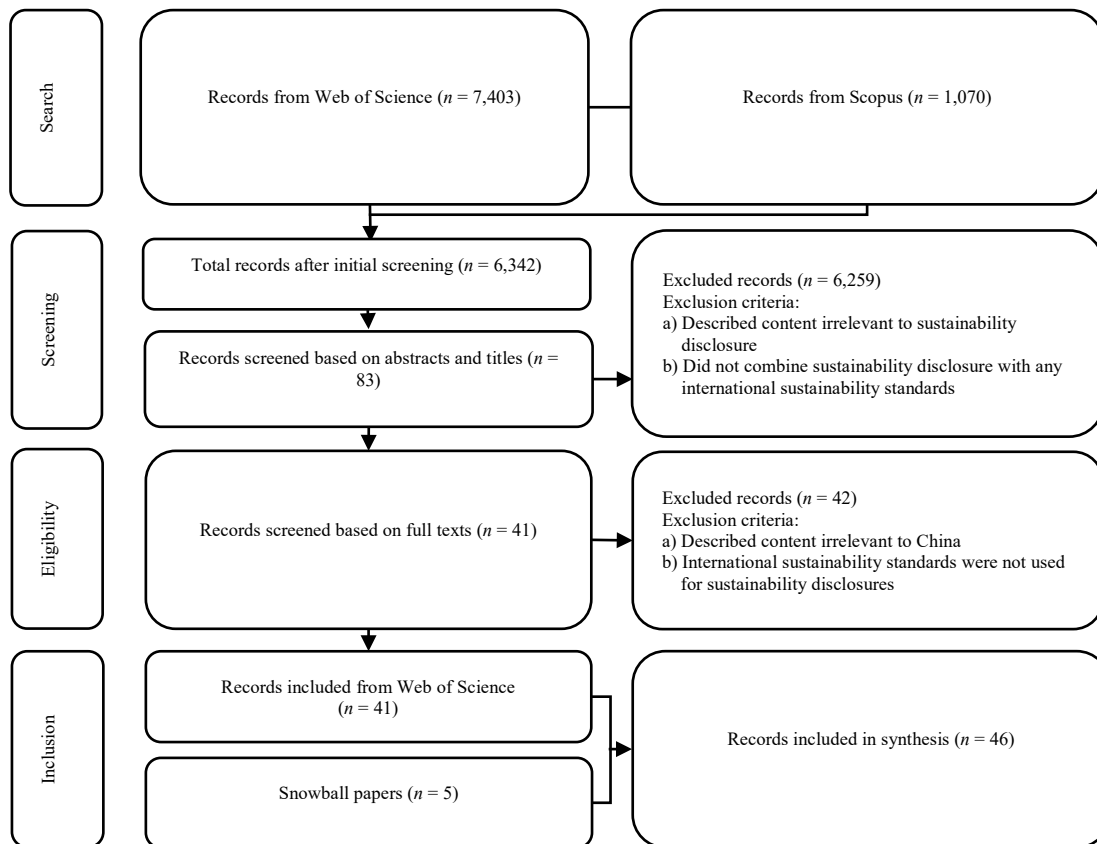 Search
Records from Web of Science (n = 7,403)
Records from Scopus (n = 1,070)
Screening
Total records after initial screening (n = 6,342)
Records screened based on abstracts and titles (n =
83)
Excluded records (n = 6,259)
Exclusion criteria:
a) Described content irrelevant to sustainability
disclosure
b) Did not combine sustainability disclosure with any
international sustainability standards
Eligibility
Records screened based on full texts (n = 41)
Excluded records (n = 42)
Exclusion criteria:
a) Described content irrelevant to China
b) International sustainability standards were not used
for sustainability disclosures
Inclusion
Records included from Web of Science
(n = 41)
Snowball papers (n = 5)
Records included in synthesis (n = 46)